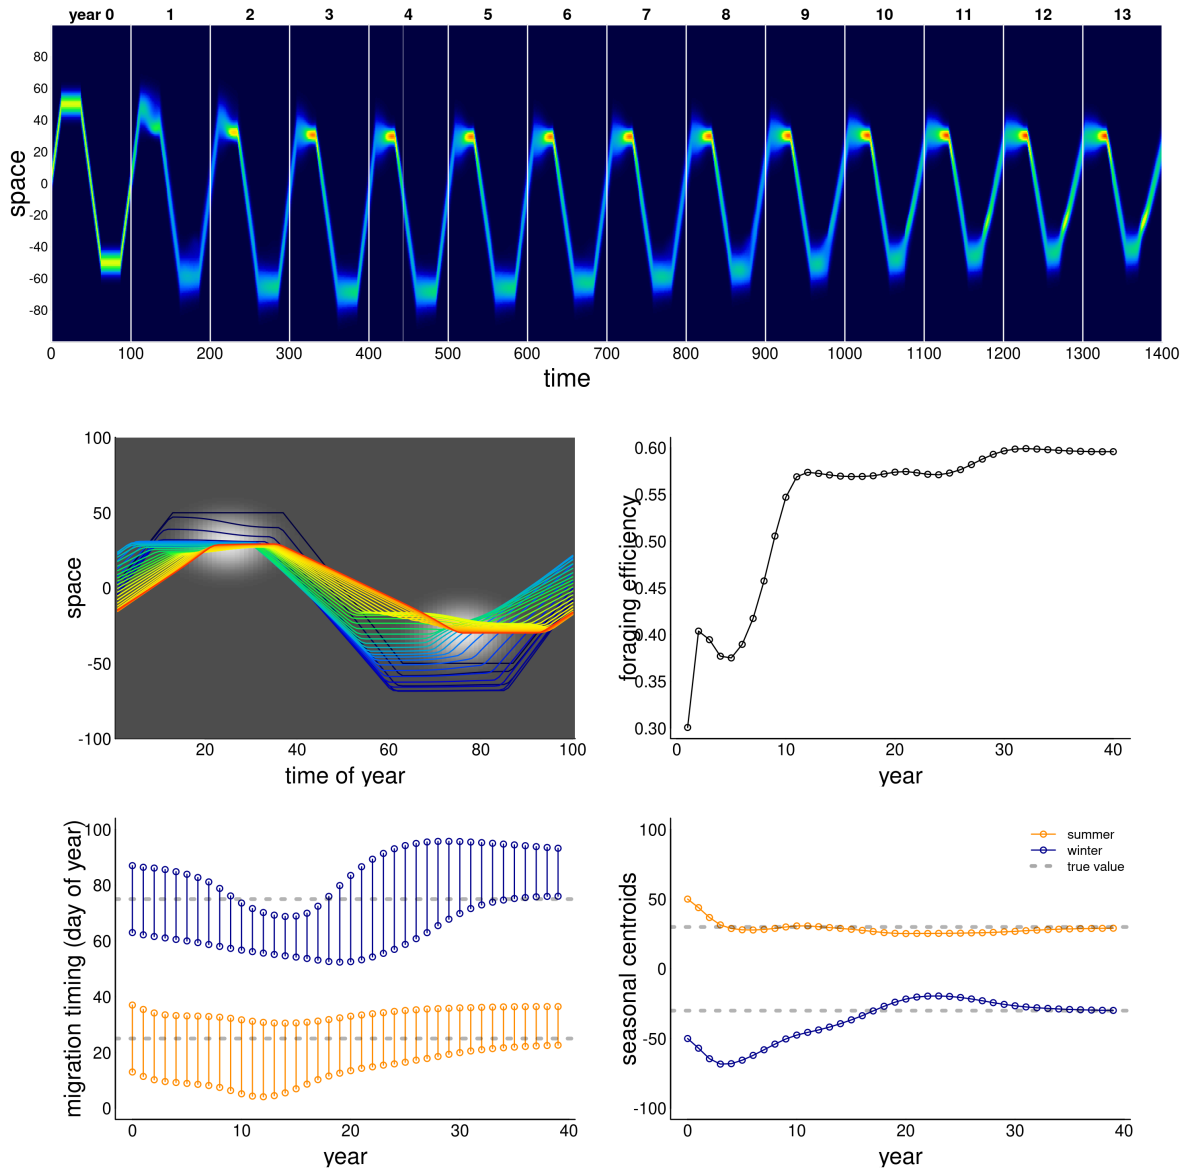 year 0 1 2 3 4 5 6 7 8 9 10 11 12 13
80
60
40
20
0
-20
-40
-60
-80
space
0 100 200 300 400 500 600 700 800 900 1000 1100 1200 1300 1400
time
100
50
0
-50
-100
space
20 40 60 80 100
time of year
0.60
0.55
0.50
0.45
0.40
0.35
0.30
foraging efficiency
0 10 20 30 40
year
100
80
60
40
20
0
migration timing (day of year)
0 10 20 30 40
year
100
50
0
-50
-100
seasonal centroids
summer
winter
true value
0 10 20 30 40
year